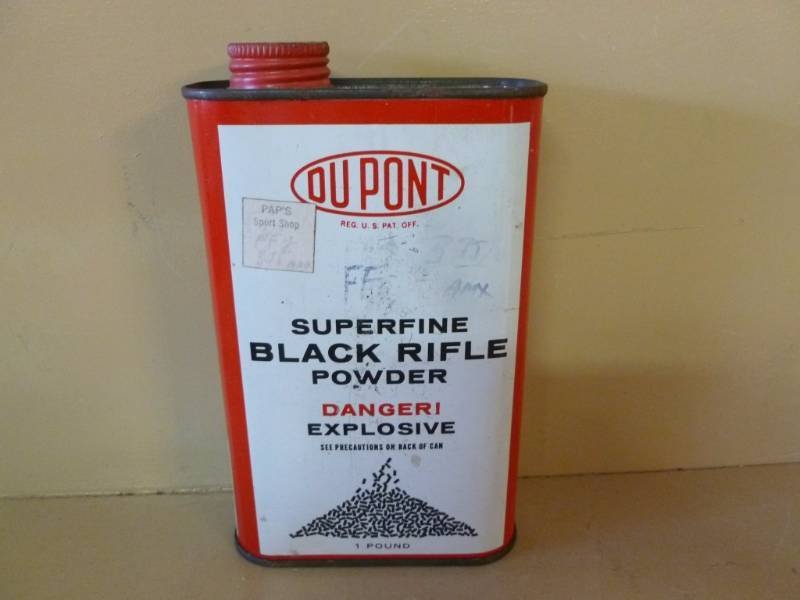 DU PONT
REG. U. S. PAT. OFF.
PAP'S
Sport Shop
FF
SUPERFINE
BLACK RIFLE
POWDER
DANGER!
EXPLOSIVE
SEE PRECAUTIONS ON BACK OF CAN
1 POUND